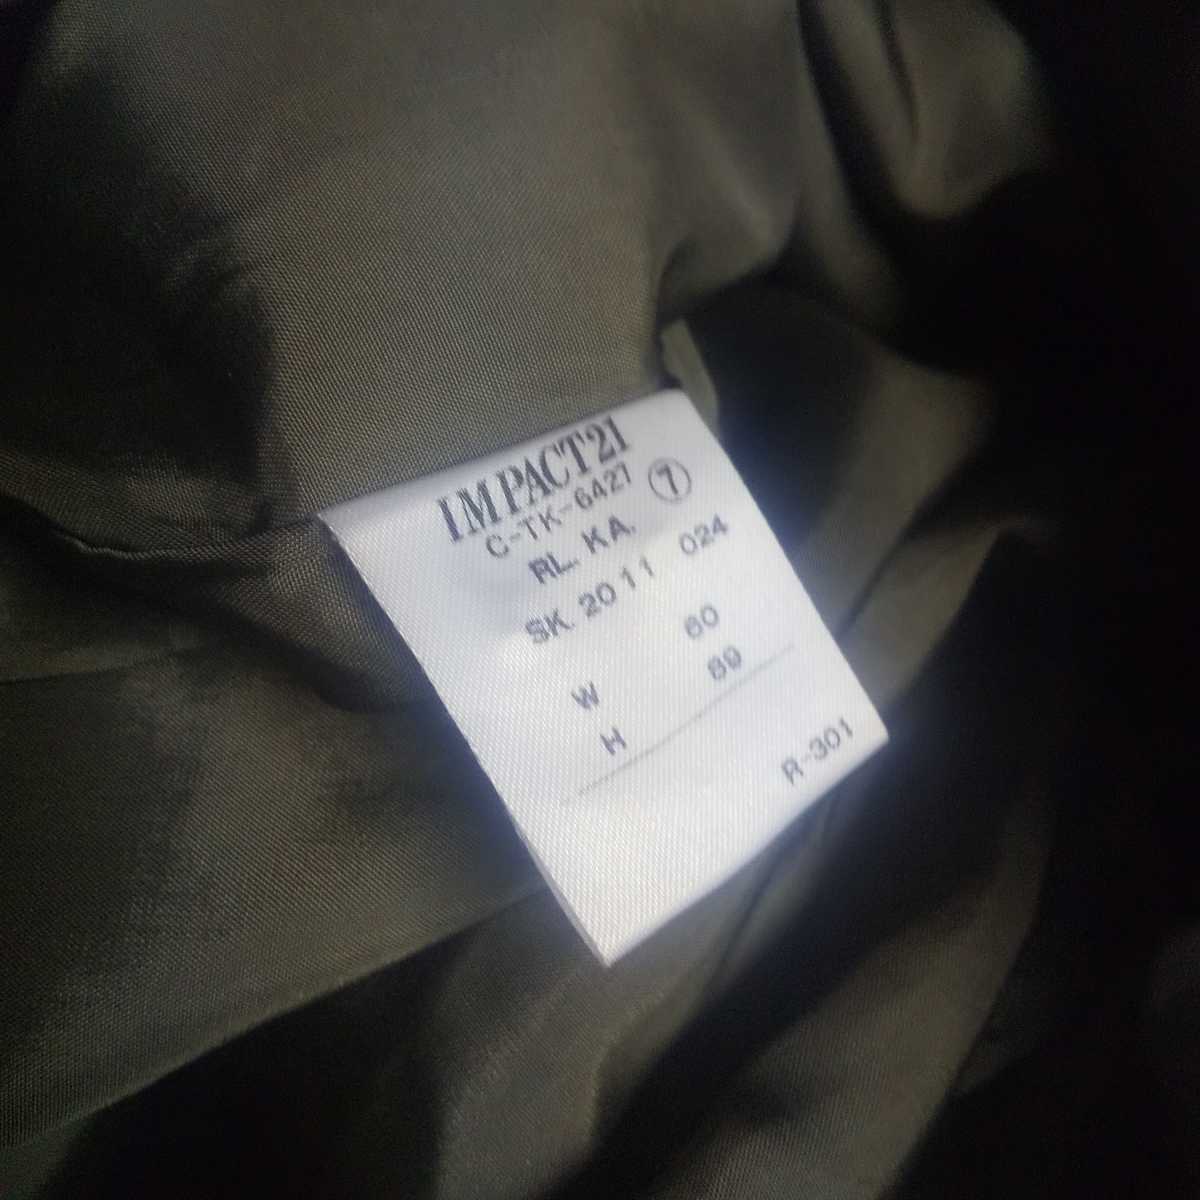 IMPACT21
C-TK-6427 ⑦
RL. KA.
SK 2011 024
W 60
H 89
R-301